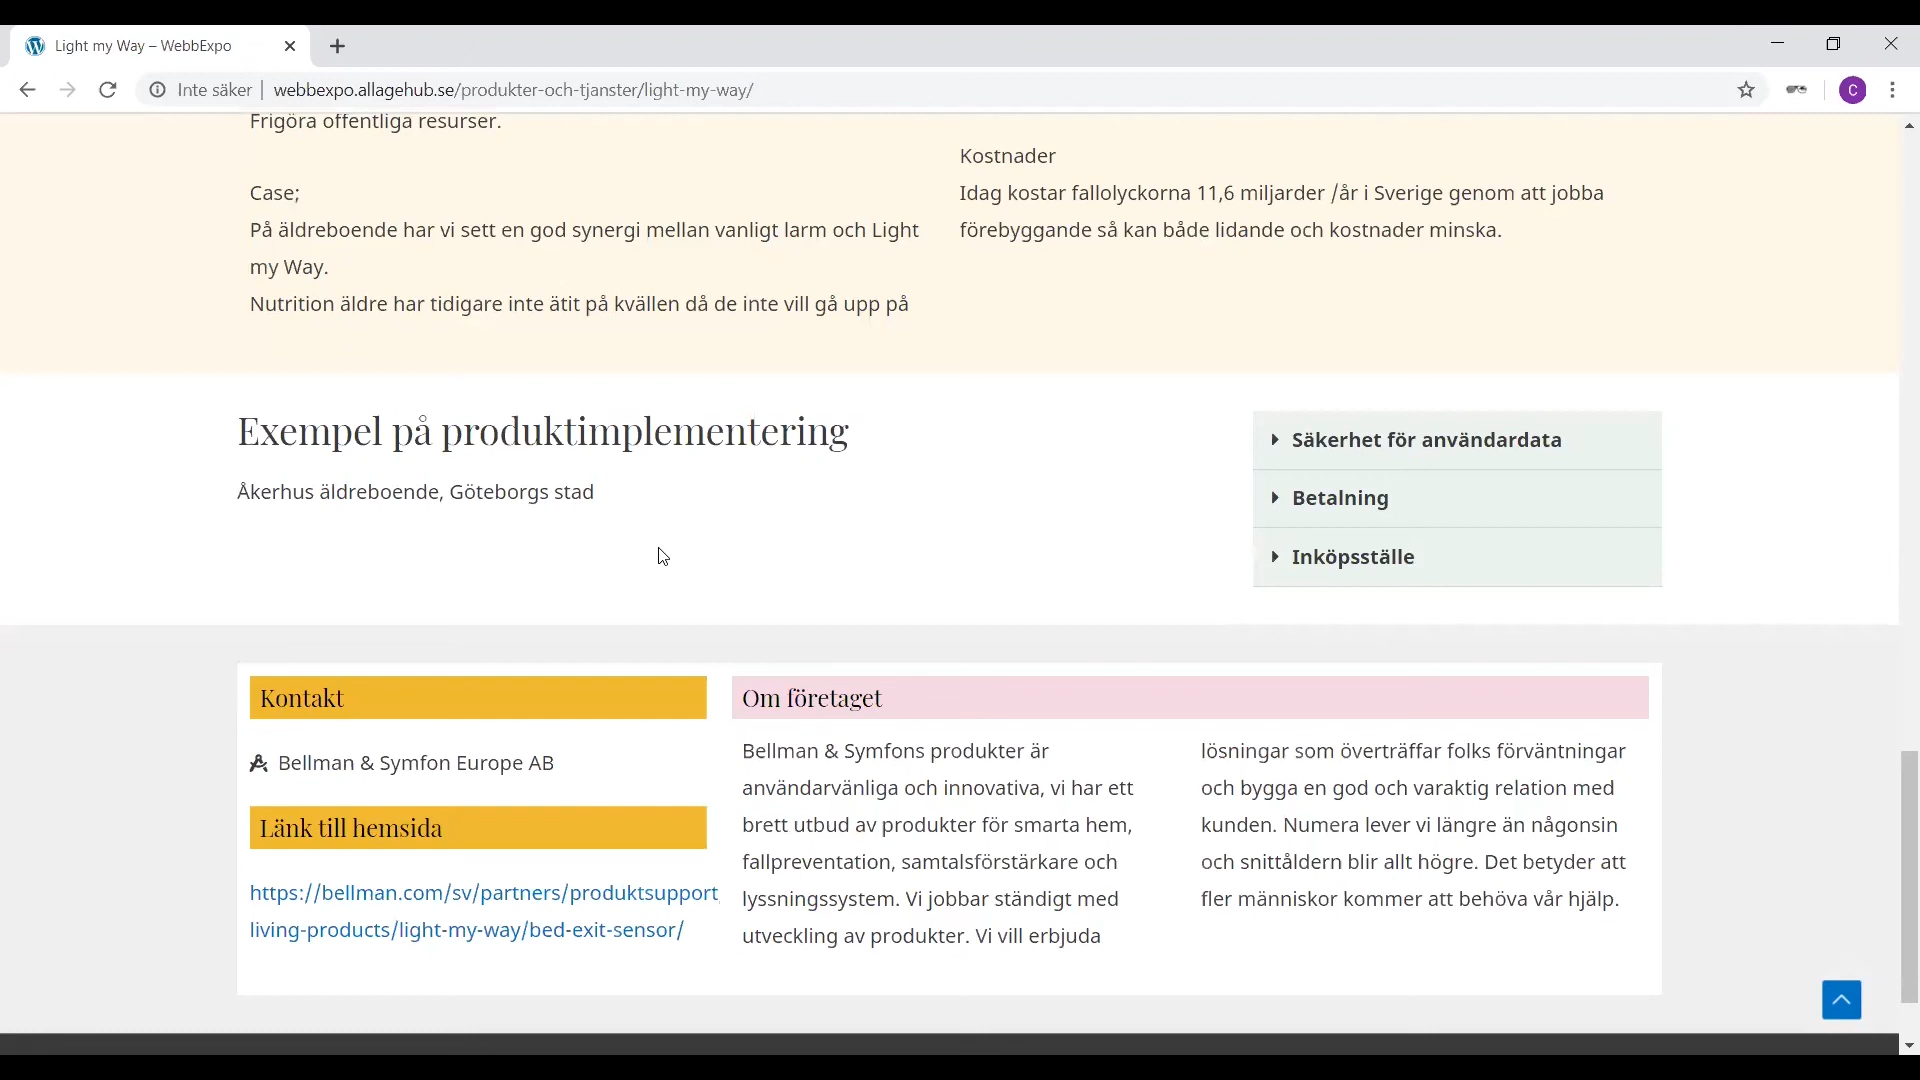 Light my Way – WebbExpo
Inte säker | webbexpo.allagehub.se/produkter-och-tjanster/light-my-way/
C
Frigöra offentliga resurser.
Case;
På äldreboende har vi sett en god synergi mellan vanligt larm och Light
my Way.
Nutrition äldre har tidigare inte ätit på kvällen då de inte vill gå upp på
Kostnader
Idag kostar fallolyckorna 11,6 miljarder /år i Sverige genom att jobba
förebyggande så kan både lidande och kostnader minska.
Exempel på produktimplementering
Åkerhus äldreboende, Göteborgs stad
Säkerhet för användardata
Betalning
Inköpsställe
Kontakt
Bellman & Symfon Europe AB
Länk till hemsida
https://bellman.com/sv/partners/produktsupport
living-products/light-my-way/bed-exit-sensor/
Om företaget
Bellman & Symfons produkter är
användarvänliga och innovativa, vi har ett
brett utbud av produkter för smarta hem,
fallpreventation, samtalsförstärkare och
lyssningssystem. Vi jobbar ständigt med
utveckling av produkter. Vi vill erbjuda
lösningar som överträffar folks förväntningar
och bygga en god och varaktig relation med
kunden. Numera lever vi längre än någonsin
och snittåldern blir allt högre. Det betyder att
fler människor kommer att behöva vår hjälp.